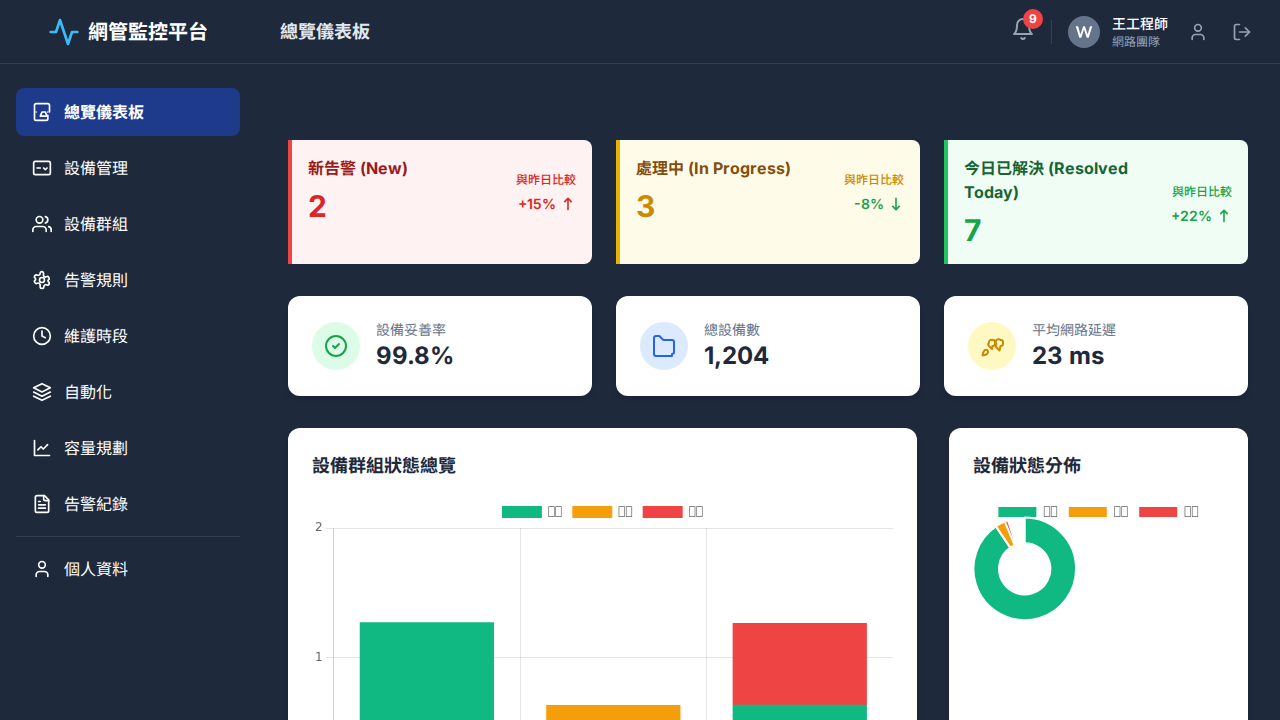 網管監控平台
總覽儀表板
9
W
王工程師
網路團隊
總覽儀表板
設備管理
設備群組
告警規則
維護時段
自動化
容量規劃
告警紀錄
個人資料
新告警 (New)
2
與昨日比較
+15% ↑
處理中 (In Progress)
3
與昨日比較
-8% ↓
今日已解決 (Resolved
Today)
7
與昨日比較
+22% ↑
設備妥善率
99.8%
總設備數
1,204
平均網路延遲
23 ms
設備群組狀態總覽
2
1
設備狀態分佈